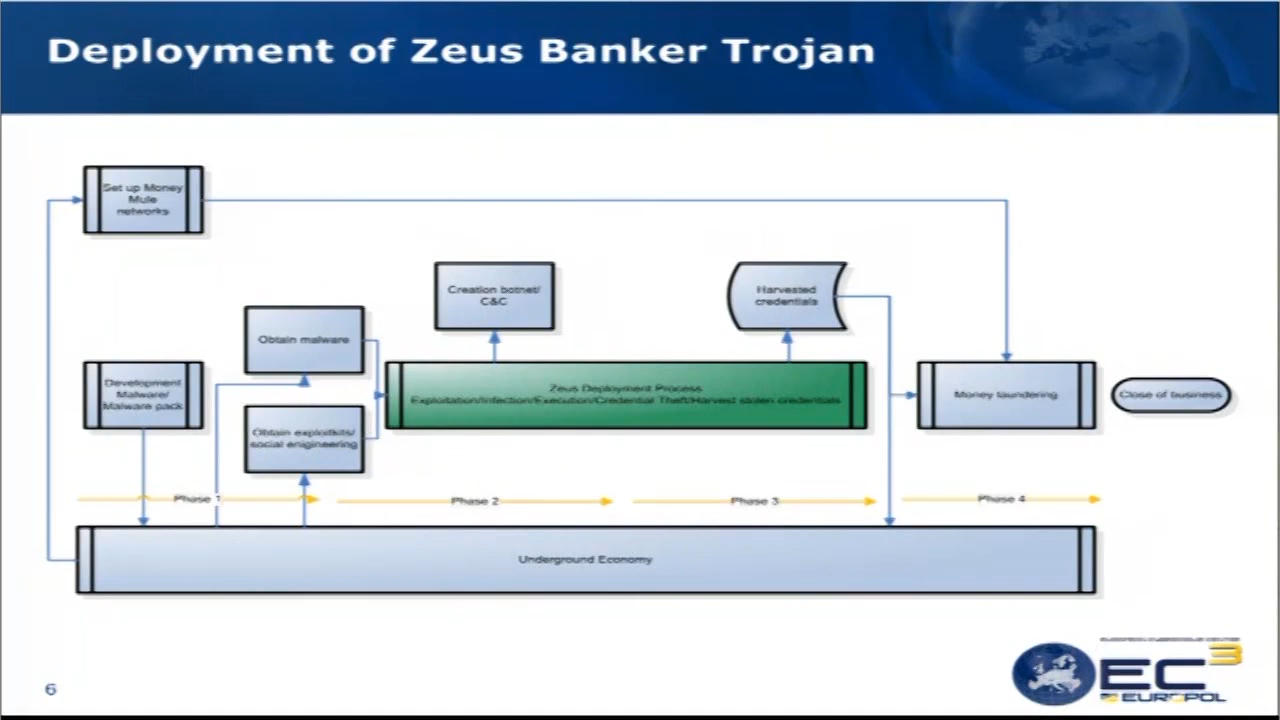 Deployment of Zeus Banker Trojan
Set up Money
Mule
networks
Creation botnet/
C&C
Harvested
credentials
Obtain malware
Development
Malware/
Malware pack
Zeus Deployment Process
Exploitation/Infection/Execution/Credential Theft/Harvest stolen credentials
Money laundering
Close of business
Obtain exploitkits/
social enigineering
Phase 1
Phase 2
Phase 3
Phase 4
Underground Economy
EC3
EUROPOL
6